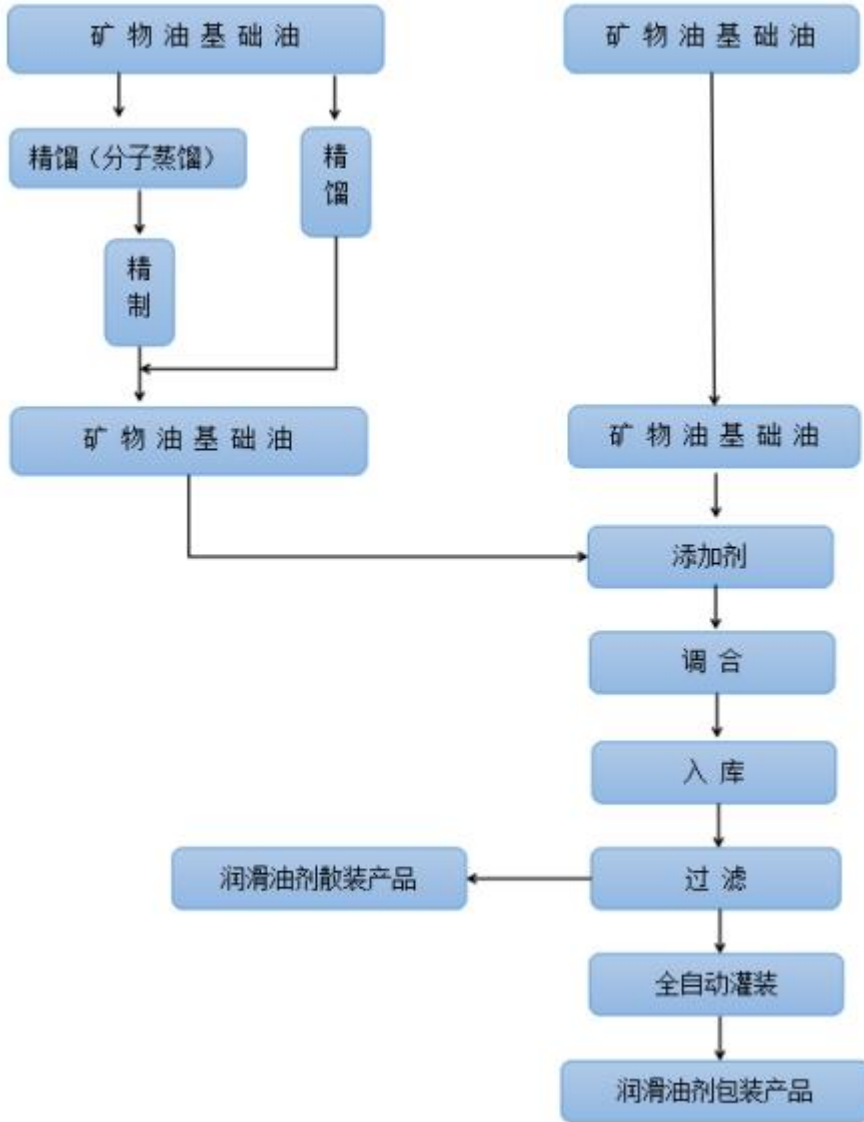 矿物油基础油
矿物油基础油
精馏（分子蒸馏）
精
馏
精
制
矿物油基础油
矿物油基础油
添加剂
调合
入库
润滑油剂散装产品
过滤
全自动灌装
润滑油剂包装产品